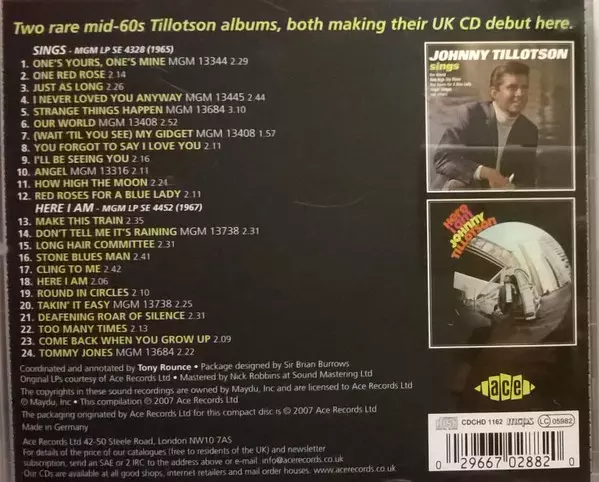 Two rare mid-60s Tillotson albums, both making their UK CD debut here.
SINGS - MGM LP SE 4328 (1965)
1. ONE'S YOURS, ONE'S MINE MGM 13344 2.29
2. ONE RED ROSE 2.14
3. JUST AS LONG 2.26
4. I NEVER LOVED YOU ANYWAY MGM 13445 2.44
5. STRANGE THINGS HAPPEN MGM 13684 3.10
6. OUR WORLD MGM 13408 2.52
7. (WAIT 'TIL YOU SEE) MY GIDGET MGM 13408 1.57
8. YOU FORGOT TO SAY I LOVE YOU 2.11
9. I'LL BE SEEING YOU 2.16
10. ANGEL MGM 13316 2.11
11. HOW HIGH THE MOON 2.24
12. RED ROSES FOR A BLUE LADY 2.11
HERE I AM - MGM LP SE 4452 (1967)
13. MAKE THIS TRAIN 2.35
14. DON'T TELL ME IT'S RAINING MGM 13738 2.31
15. LONG HAIR COMMITTEE 2.31
16. STONE BLUES MAN 2.41
17. CLING TO ME 2.42
18. HERE I AM 2.06
19. ROUND IN CIRCLES 2.10
20. TAKIN' IT EASY MGM 13738 2.25
21. DEAFENING ROAR OF SILENCE 2.31
22. TOO MANY TIMES 2.13
23. COME BACK WHEN YOU GROW UP 2.09
24. TOMMY JONES MGM 13684 2.22
Coordinated and annotated by Tony Rounce • Package designed by Sir Brian Burrows
Original LPs courtesy of Ace Records Ltd • Mastered by Nick Robbins at Sound Mastering Ltd
The copyrights in these sound recordings are owned by Maydu, Inc and are licensed to Ace Records Ltd
℗ Maydu, Inc • This compilation ℗ 2007 Ace Records Ltd
The packaging originated by Ace Records Ltd for this compact disc is © 2007 Ace Records Ltd.
Made in Germany
Ace Records Ltd 42-50 Steele Road, London NW10 7AS
For details of the price of our catalogues (free to residents of the UK) and newsletter
subscription, send an SAE or 2 IRC to the address above or e-mail info@acerecords.co.uk
Our CDs are available at all good shops, internet retailers and mail order houses. www.acerecords.co.uk
JOHNNY TILLOTSON
sings
Here I am
JOHNNY
TILLOTSON
ace
CDCHD 1162 mcps LC 05982
0 29667 02882 0